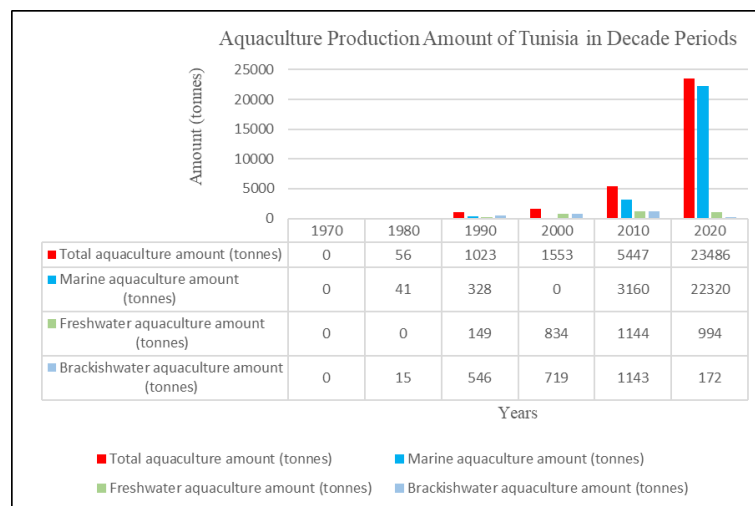 Aquaculture Production Amount of Tunisia in Decade Periods
Amount (tonnes)
25000
20000
15000
10000
5000
0
1970 1980 1990 2000 2010 2020
Total aquaculture amount (tonnes) 0 56 1023 1553 5447 23486
Marine aquaculture amount
(tonnes) 0 41 328 0 3160 22320
Freshwater aquaculture amount
(tonnes) 0 0 149 834 1144 994
Brackishwater aquaculture amount
(tonnes) 0 15 546 719 1143 172
Years
Total aquaculture amount (tonnes) Marine aquaculture amount (tonnes)
Freshwater aquaculture amount (tonnes) Brackishwater aquaculture amount (tonnes)